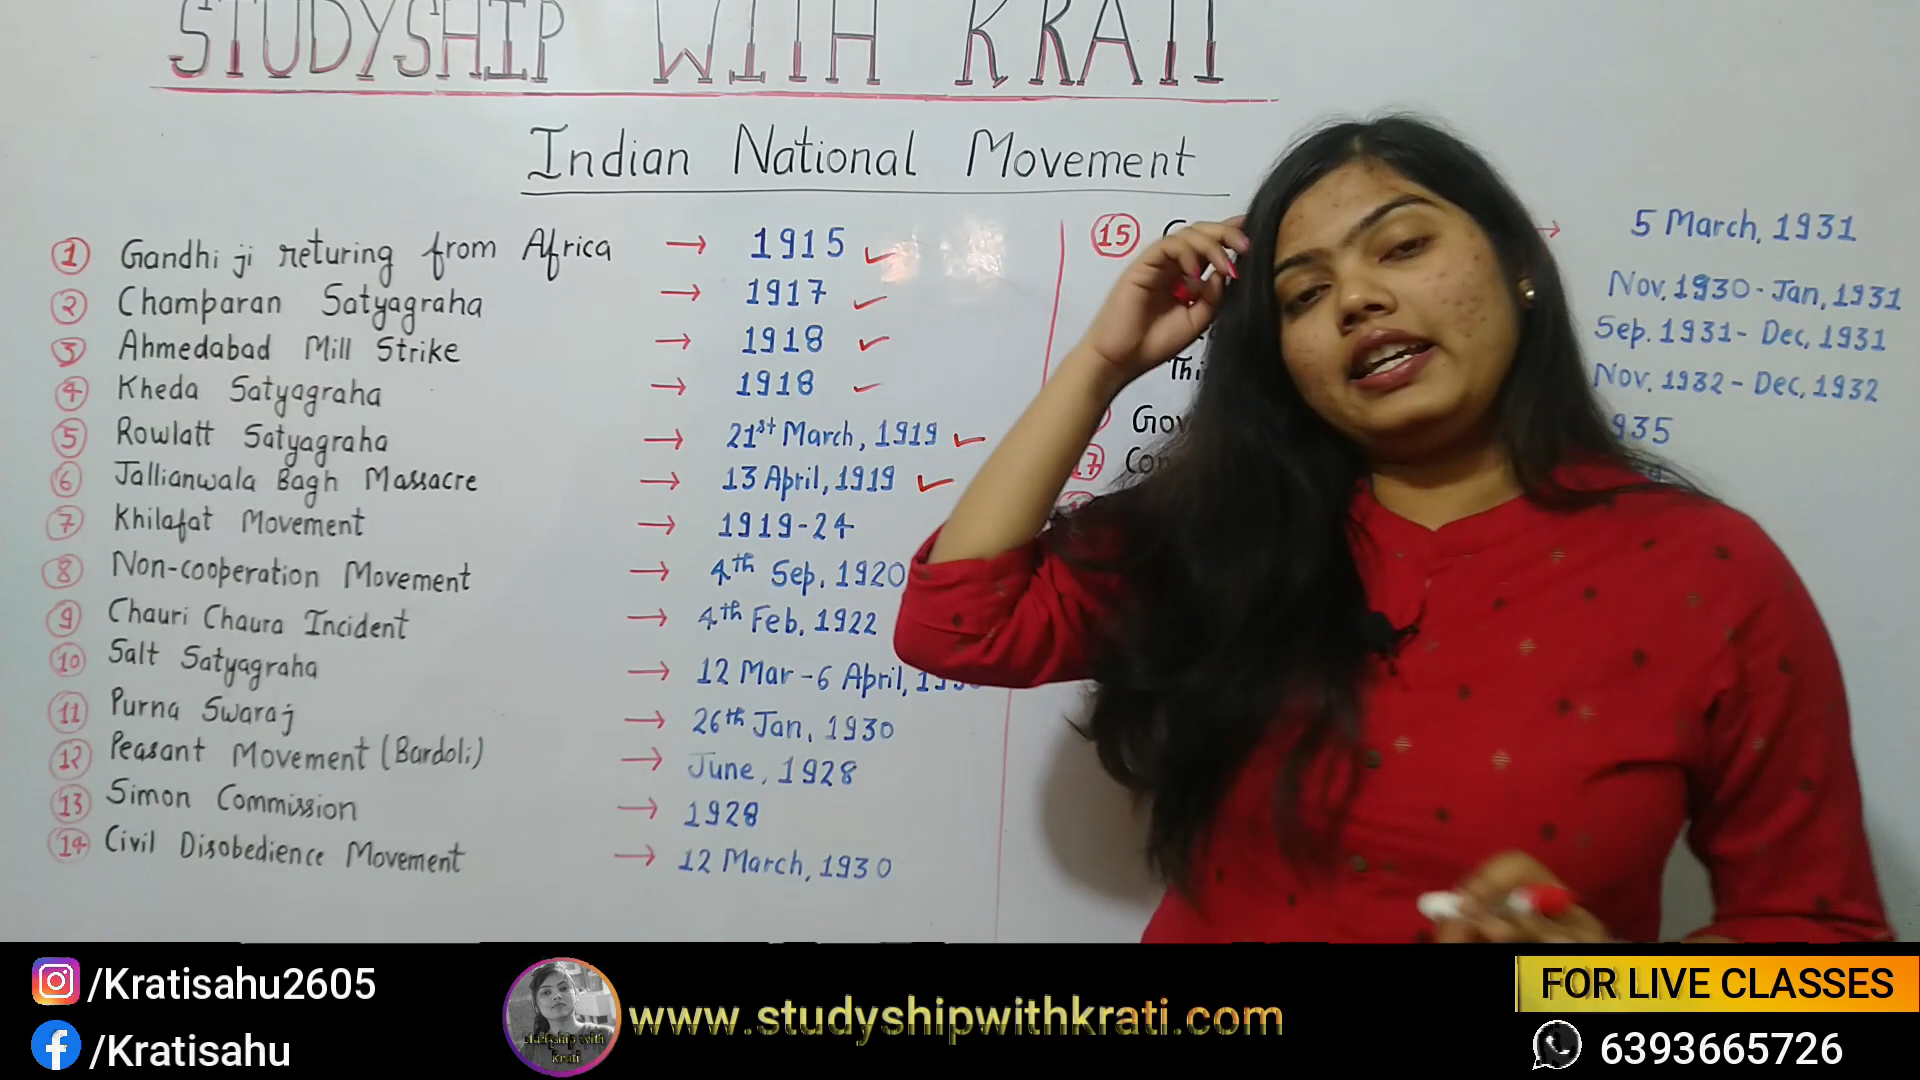 STUDYSHIP WITH KRATI
Indian National Movement
1 Gandhi ji returing from Africa → 1915 ✓
2 Champaran Satyagraha → 1917 ✓
3 Ahmedabad Mill Strike → 1918 ✓
4 Kheda Satyagraha → 1918 ✓
5 Rowlatt Satyagraha → 21st March, 1919 ✓
6 Jallianwala Bagh Massacre → 13 April, 1919 ✓
7 Khilafat Movement → 1919-24
8 Non-cooperation Movement → 4th Sep, 1920
9 Chauri Chaura Incident → 4th Feb, 1922
10 Salt Satyagraha → 12 Mar - 6 April,
11 Purna Swaraj → 26th Jan, 1930
12 Peasant Movement (Bardoli) → June, 1928
13 Simon Commission → 1928
14 Civil Disobedience Movement → 12 March, 1930
15 → 5 March, 1931
Nov, 1930 - Jan, 1931
Sep. 1931 - Dec, 1931
Nov, 1932 - Dec, 1932
17
/Kratisahu2605
/Kratisahu
studyship with
krati
www.studyshipwithkrati.com
FOR LIVE CLASSES
6393665726